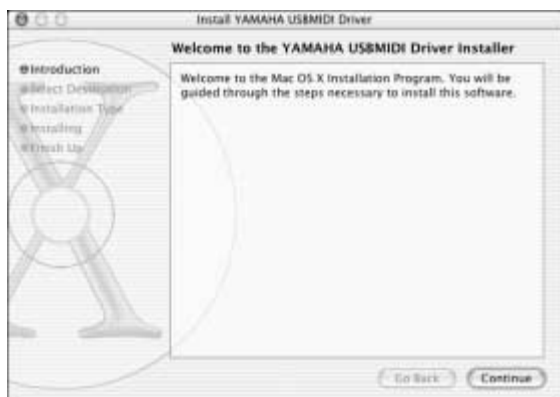 Install YAMAHA USBMIDI Driver
Welcome to the YAMAHA USBMIDI Driver Installer
Introduction
Select Destination
Installation Type
Installing
Finish Up
Welcome to the Mac OS X Installation Program. You will be
guided through the steps necessary to install this software.
Go Back
Continue